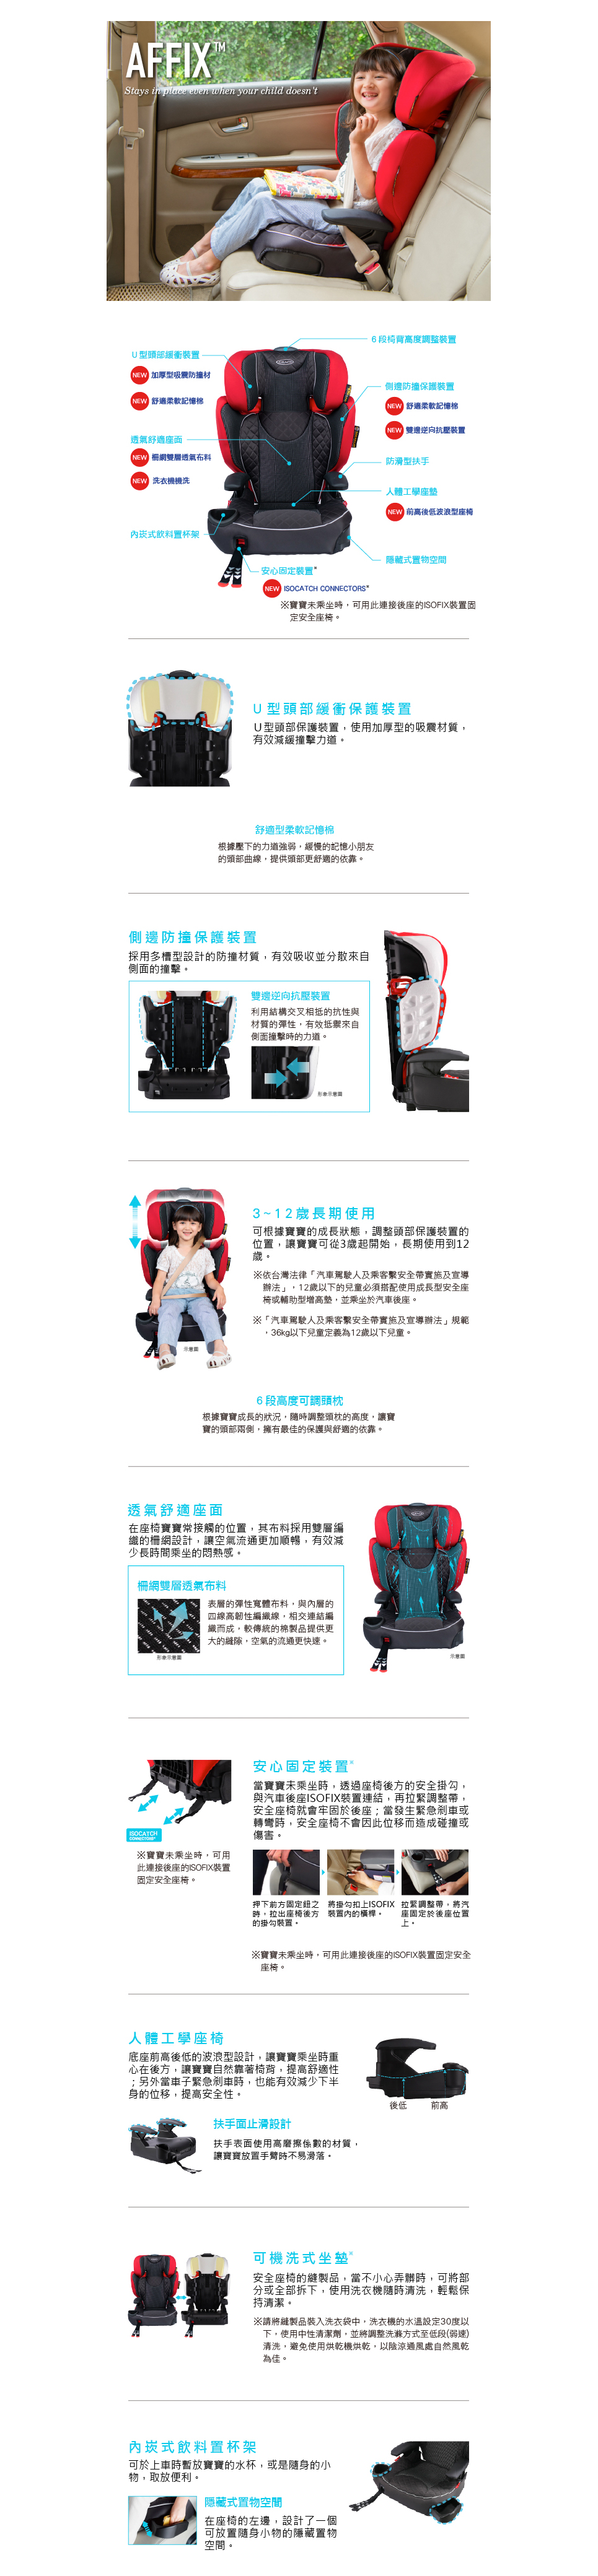 AFFIX™
Stays in place even when your child doesn't
6 段椅背高度調整裝置
U 型頭部緩衝裝置
NEW 加厚型吸震防撞材
NEW 舒適柔軟記憶棉
側邊防撞保護裝置
NEW 舒適柔軟記憶棉
NEW 雙邊逆向抗壓裝置
透氣舒適座面
NEW 柵網雙層透氣布料
NEW 洗衣機機洗
防滑型扶手
人體工學座墊
NEW 前高後低波浪型座椅
內崁式飲料置杯架
隱藏式置物空間
安心固定裝置*
NEW ISOCATCH CONNECTORS*
※寶寶未乘坐時，可用此連接後座的ISOFIX裝置固
定安全座椅。
U 型頭部緩衝保護裝置
U型頭部保護裝置，使用加厚型的吸震材質，
有效減緩撞擊力道。
舒適型柔軟記憶棉
根據壓下的力道強弱，緩慢的記憶小朋友
的頭部曲線，提供頭部更舒適的依靠。
側邊防撞保護裝置
採用多槽型設計的防撞材質，有效吸收並分散來自
側面的撞擊。
雙邊逆向抗壓裝置
利用結構交叉相抵的抗性與
材質的彈性，有效抵禦來自
側面撞擊時的力道。
形象示意圖
3~12歲長期使用
可根據寶寶的成長狀態，調整頭部保護裝置的
位置，讓寶寶可從3歲起開始，長期使用到12
歲。
※依台灣法律「汽車駕駛人及乘客繫安全帶實施及宣導
辦法」，12歲以下的兒童必須搭配使用成長型安全座
椅或輔助型增高墊，並乘坐於汽車後座。
※「汽車駕駛人及乘客繫安全帶實施及宣導辦法」規範
，36kg以下兒童定義為12歲以下兒童。
示意圖
6 段高度可調頭枕
根據寶寶成長的狀況，隨時調整頭枕的高度，讓寶
寶的頭部兩側，擁有最佳的保護與舒適的依靠。
透氣舒適座面
在座椅寶寶常接觸的位置，其布料採用雙層編
織的柵網設計，讓空氣流通更加順暢，有效減
少長時間乘坐的悶熱感。
柵網雙層透氣布料
表層的彈性寬體布料，與內層的
四線高韌性編織線，相交連結編
織而成，較傳統的棉製品提供更
大的縫隙，空氣的流通更快速。
形象示意圖
示意圖
安心固定裝置*
當寶寶未乘坐時，透過座椅後方的安全掛勾，
與汽車後座ISOFIX裝置連結，再拉緊調整帶，
安全座椅就會牢固於後座；當發生緊急剎車或
轉彎時，安全座椅不會因此位移而造成碰撞或
傷害。
ISOCATCH
CONNECTORS*
※寶寶未乘坐時，可用
此連接後座的ISOFIX裝置
固定安全座椅。
押下前方固定鈕之
時，拉出座椅後方
的掛勾裝置。
將掛勾扣上ISOFIX
裝置內的橫桿。
拉緊調整帶，將汽
座固定於後座位置
上。
※寶寶未乘坐時，可用此連接後座的ISOFIX裝置固定安全
座椅。
人體工學座椅
底座前高後低的波浪型設計，讓寶寶乘坐時重
心在後方，讓寶寶自然靠著椅背，提高舒適性
；另外當車子緊急剎車時，也能有效減少下半
身的位移，提高安全性。
後低 前高
扶手面止滑設計
扶手表面使用高磨擦係數的材質，
讓寶寶放置手臂時不易滑落。
可機洗式坐墊*
安全座椅的縫製品，當不小心弄髒時，可將部
分或全部拆下，使用洗衣機隨時清洗，輕鬆保
持清潔。
※請將縫製品裝入洗衣袋中，洗衣機的水溫設定30度以
下，使用中性清潔劑，並將調整洗滌方式至低段(弱速)
清洗，避免使用烘乾機烘乾，以陰涼通風處自然風乾
為佳。
內崁式飲料置杯架
可於上車時暫放寶寶的水杯，或是隨身的小
物，取放便利。
隱藏式置物空間
在座椅的左邊，設計了一個
可放置隨身小物的隱藏置物
空間。